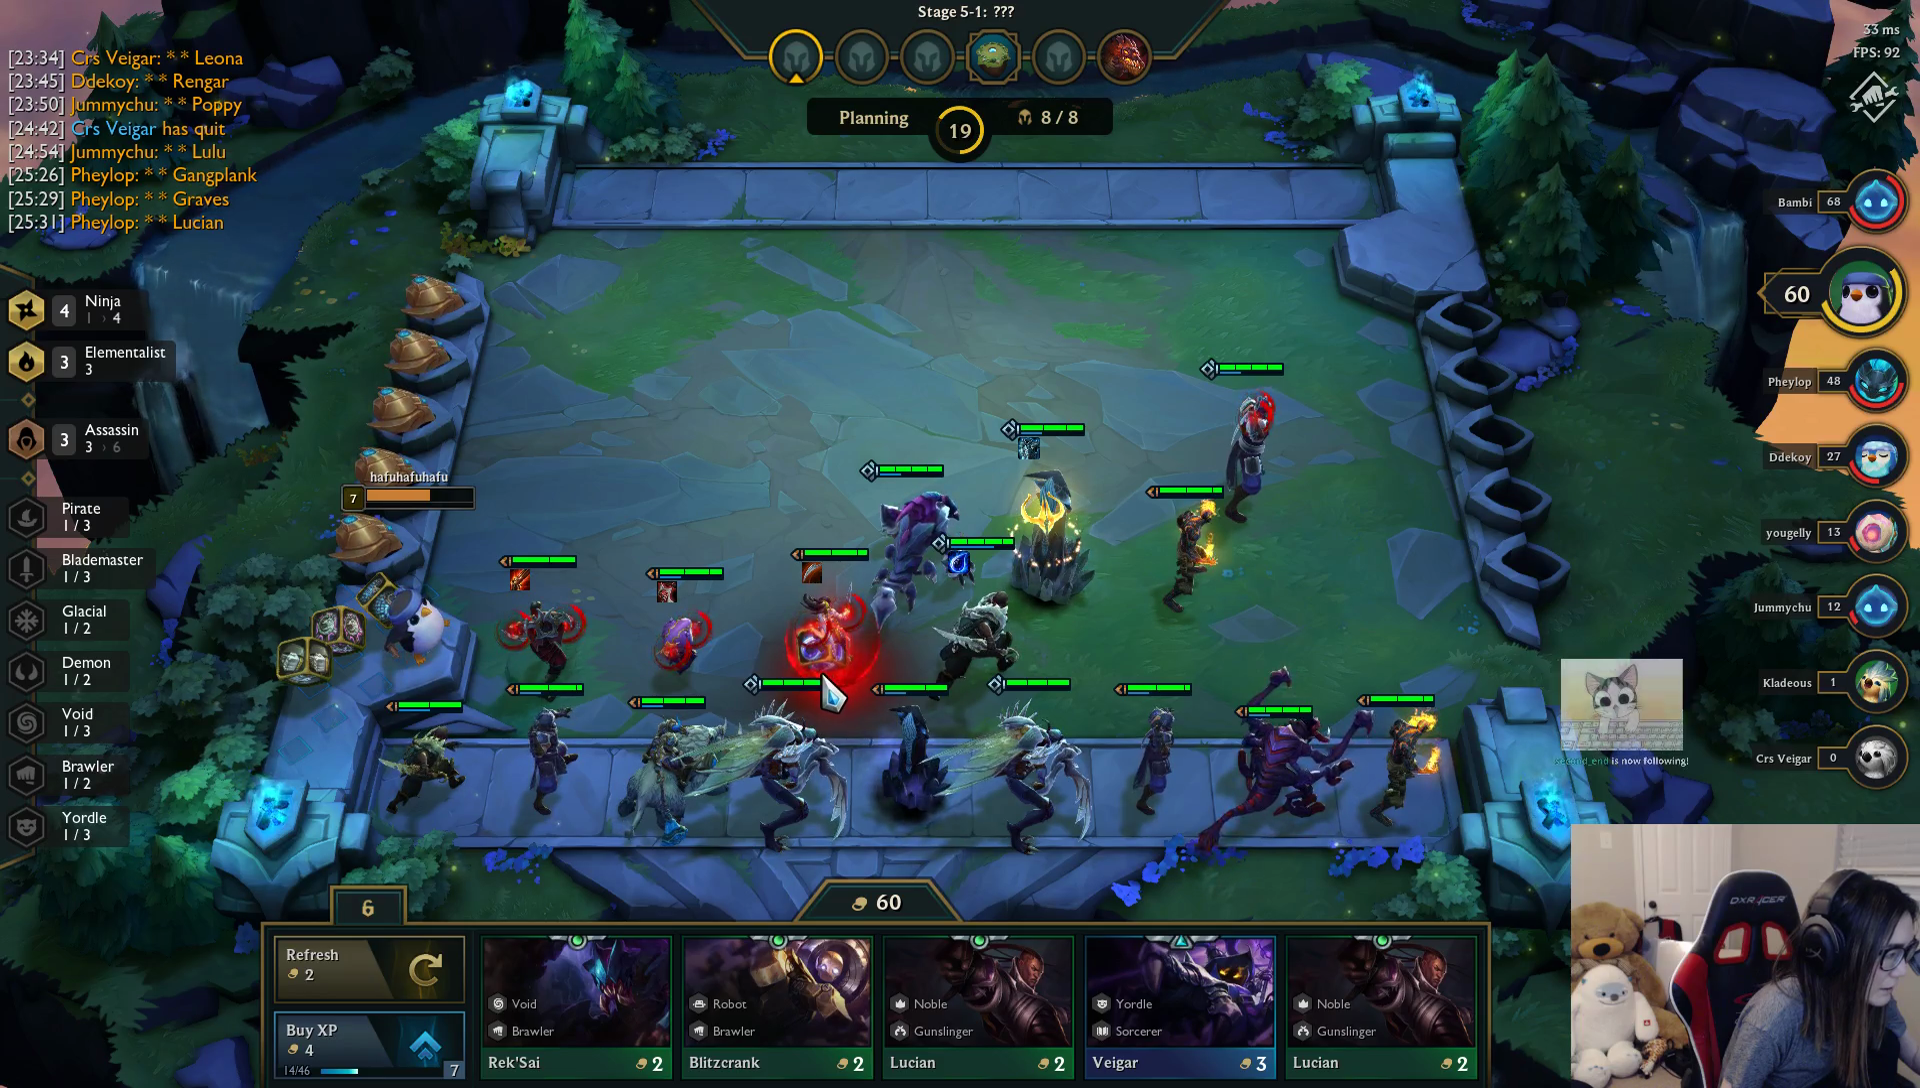 Stage 5-1: ???
33 ms
FPS: 92
[23:34] Crs Veigar: * * Leona
[23:45] Ddekoy: * * Rengar
[23:50] Jummychu: * * Poppy
[24:42] Crs Veigar has quit
[24:54] Jummychu: * * Lulu
[25:26] Pheylop: * * Gangplank
[25:29] Pheylop: * * Graves
[25:31] Pheylop: * * Lucian
Planning
19
8 / 8
Bambi 68
60
Pheylop 48
Ddekoy 27
yougelly 13
Jummychu 12
Kladeous 1
Crs Veigar 0
4 Ninja
1 › 4
3 Elementalist
3
3 Assassin
3 › 6
Pirate
1 / 3
Blademaster
1 / 3
Glacial
1 / 2
Demon
1 / 2
Void
1 / 3
Brawler
1 / 2
Yordle
1 / 3
hafuhafuhafu
7
second_end is now following!
6
60
Refresh
2
Buy XP
4
14/46
7
Void
Brawler
Rek'Sai 2
Robot
Brawler
Blitzcrank 2
Noble
Gunslinger
Lucian 2
Yordle
Sorcerer
Veigar 3
Noble
Gunslinger
Lucian 2
DXRACER